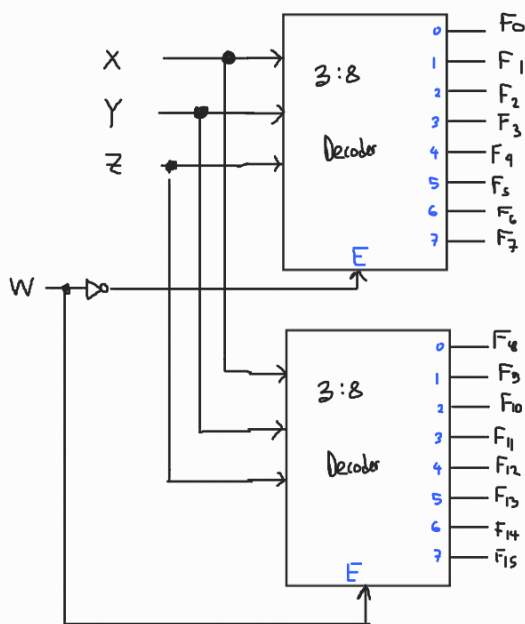 X
Y
Z
W
3:8
Decoder
E
0 F0
1 F1
2 F2
3 F3
4 F4
5 F5
6 F6
7 F7
3:8
Decoder
E
0 F8
1 F9
2 F10
3 F11
4 F12
5 F13
6 F14
7 F15